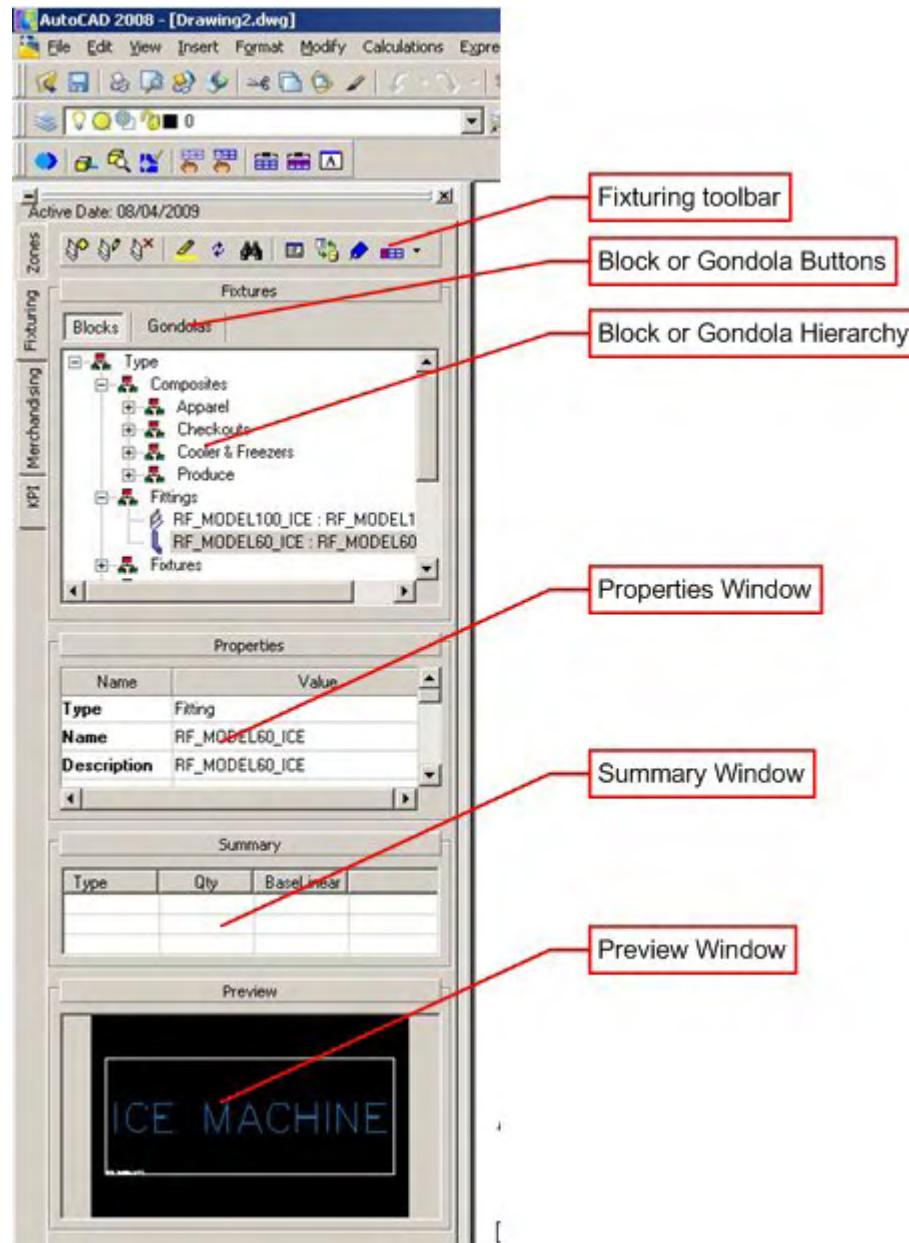 AutoCAD 2008 - [Drawing2.dwg]
File Edit View Insert Format Modify Calculations Expre
0
A
Active Date: 08/04/2009
Zones
Fixturing
Merchandising
KPI
Fixtures
Blocks Gondolas
Type
Composites
Apparel
Checkouts
Cooler & Freezers
Produce
Fittings
RF_MODEL100_ICE : RF_MODEL1
RF_MODEL60_ICE : RF_MODEL60
Fixtures
Properties
Name Value
Type Fitting
Name RF_MODEL60_ICE
Description RF_MODEL60_ICE
Summary
Type Qty BaseLinear
Preview
ICE MACHINE
Fixturing toolbar
Block or Gondola Buttons
Block or Gondola Hierarchy
Properties Window
Summary Window
Preview Window